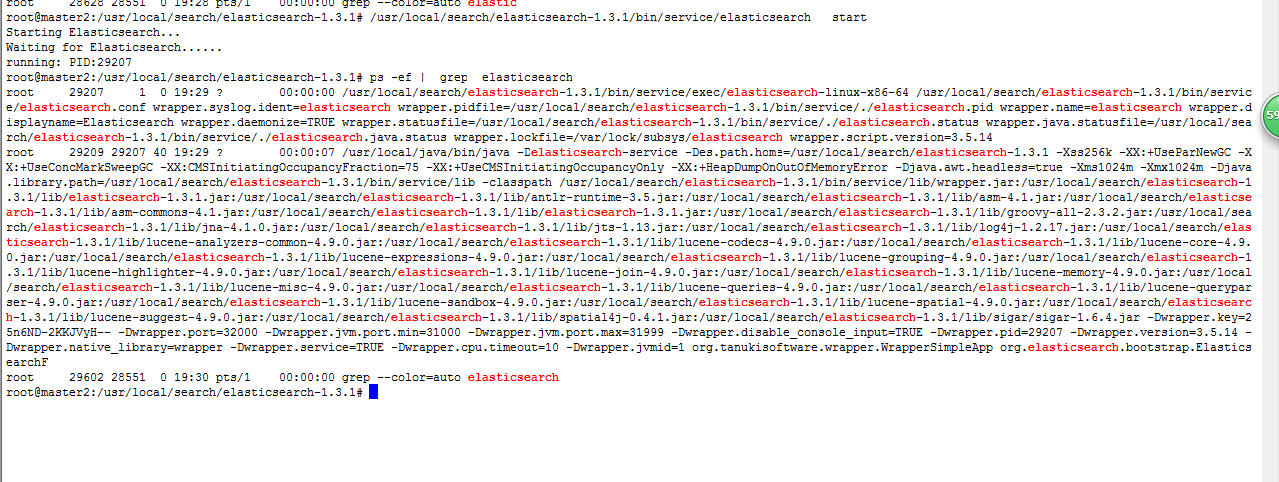 root     28628 28551  0 19:28 pts/1    00:00:00 grep --color=auto elastic
root@master2:/usr/local/search/elasticsearch-1.3.1# /usr/local/search/elasticsearch-1.3.1/bin/service/elasticsearch   start
Starting Elasticsearch...
Waiting for Elasticsearch......
running: PID:29207
root@master2:/usr/local/search/elasticsearch-1.3.1# ps -ef |  grep  elasticsearch
root     29207     1  0 19:29 ?        00:00:00 /usr/local/search/elasticsearch-1.3.1/bin/service/exec/elasticsearch-linux-x86-64 /usr/local/search/elasticsearch-1.3.1/bin/servic
e/elasticsearch.conf wrapper.syslog.ident=elasticsearch wrapper.pidfile=/usr/local/search/elasticsearch-1.3.1/bin/service/./elasticsearch.pid wrapper.name=elasticsearch wrapper.d
isplayname=Elasticsearch wrapper.daemonize=TRUE wrapper.statusfile=/usr/local/search/elasticsearch-1.3.1/bin/service/./elasticsearch.status wrapper.java.statusfile=/usr/local/sea
rch/elasticsearch-1.3.1/bin/service/./elasticsearch.java.status wrapper.lockfile=/var/lock/subsys/elasticsearch wrapper.script.version=3.5.14
root     29209 29207 40 19:29 ?        00:00:07 /usr/local/java/bin/java -Delasticsearch-service -Des.path.home=/usr/local/search/elasticsearch-1.3.1 -Xss256k -XX:+UseParNewGC -X
X:+UseConcMarkSweepGC -XX:CMSInitiatingOccupancyFraction=75 -XX:+UseCMSInitiatingOccupancyOnly -XX:+HeapDumpOnOutOfMemoryError -Djava.awt.headless=true -Xms1024m -Xmx1024m -Djava
.library.path=/usr/local/search/elasticsearch-1.3.1/bin/service/lib -classpath /usr/local/search/elasticsearch-1.3.1/bin/service/lib/wrapper.jar:/usr/local/search/elasticsearch-1
.3.1/lib/elasticsearch-1.3.1.jar:/usr/local/search/elasticsearch-1.3.1/lib/antlr-runtime-3.5.jar:/usr/local/search/elasticsearch-1.3.1/lib/asm-4.1.jar:/usr/local/search/elasticse
arch-1.3.1/lib/asm-commons-4.1.jar:/usr/local/search/elasticsearch-1.3.1/lib/elasticsearch-1.3.1.jar:/usr/local/search/elasticsearch-1.3.1/lib/groovy-all-2.3.2.jar:/usr/local/sea
rch/elasticsearch-1.3.1/lib/jna-4.1.0.jar:/usr/local/search/elasticsearch-1.3.1/lib/jts-1.13.jar:/usr/local/search/elasticsearch-1.3.1/lib/log4j-1.2.17.jar:/usr/local/search/elas
ticsearch-1.3.1/lib/lucene-analyzers-common-4.9.0.jar:/usr/local/search/elasticsearch-1.3.1/lib/lucene-codecs-4.9.0.jar:/usr/local/search/elasticsearch-1.3.1/lib/lucene-core-4.9.
0.jar:/usr/local/search/elasticsearch-1.3.1/lib/lucene-expressions-4.9.0.jar:/usr/local/search/elasticsearch-1.3.1/lib/lucene-grouping-4.9.0.jar:/usr/local/search/elasticsearch-1
.3.1/lib/lucene-highlighter-4.9.0.jar:/usr/local/search/elasticsearch-1.3.1/lib/lucene-join-4.9.0.jar:/usr/local/search/elasticsearch-1.3.1/lib/lucene-memory-4.9.0.jar:/usr/local
/search/elasticsearch-1.3.1/lib/lucene-misc-4.9.0.jar:/usr/local/search/elasticsearch-1.3.1/lib/lucene-queries-4.9.0.jar:/usr/local/search/elasticsearch-1.3.1/lib/lucene-querypar
ser-4.9.0.jar:/usr/local/search/elasticsearch-1.3.1/lib/lucene-sandbox-4.9.0.jar:/usr/local/search/elasticsearch-1.3.1/lib/lucene-spatial-4.9.0.jar:/usr/local/search/elasticsearc
h-1.3.1/lib/lucene-suggest-4.9.0.jar:/usr/local/search/elasticsearch-1.3.1/lib/spatial4j-0.4.1.jar:/usr/local/search/elasticsearch-1.3.1/lib/sigar/sigar-1.6.4.jar -Dwrapper.key=2
5n6ND-2KKJVyH-- -Dwrapper.port=32000 -Dwrapper.jvm.port.min=31000 -Dwrapper.jvm.port.max=31999 -Dwrapper.disable_console_input=TRUE -Dwrapper.pid=29207 -Dwrapper.version=3.5.14 -
Dwrapper.native_library=wrapper -Dwrapper.service=TRUE -Dwrapper.cpu.timeout=10 -Dwrapper.jvmid=1 org.tanukisoftware.wrapper.WrapperSimpleApp org.elasticsearch.bootstrap.Elastics
earchF
root     29602 28551  0 19:30 pts/1    00:00:00 grep --color=auto elasticsearch
root@master2:/usr/local/search/elasticsearch-1.3.1#
59